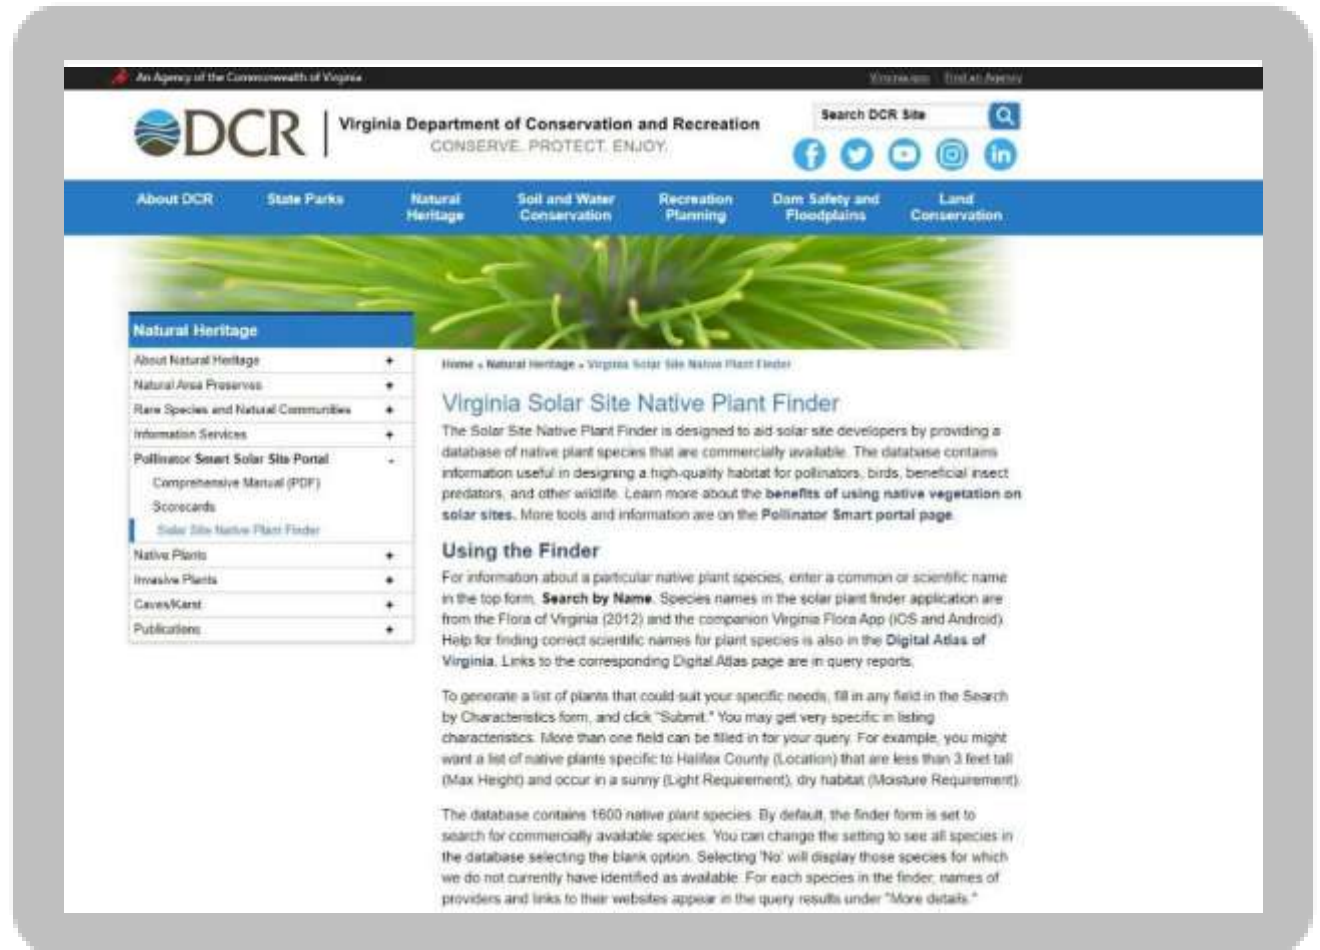 An Agency of the Commonwealth of Virginia
Virginia.gov Find an Agency
DCR
Virginia Department of Conservation and Recreation
CONSERVE. PROTECT. ENJOY.
Search DCR Site
About DCR State Parks Natural Heritage Soil and Water Conservation Recreation Planning Dam Safety and Floodplains Land Conservation
Natural Heritage
About Natural Heritage +
Natural Area Preserves +
Rare Species and Natural Communities +
Information Services +
Pollinator Smart Solar Site Portal -
Comprehensive Manual (PDF)
Scorecards
Solar Site Native Plant Finder
Native Plants +
Invasive Plants +
Caves/Karst +
Publications +
Home » Natural Heritage » Virginia Solar Site Native Plant Finder
Virginia Solar Site Native Plant Finder
The Solar Site Native Plant Finder is designed to aid solar site developers by providing a
database of native plant species that are commercially available. The database contains
information useful in designing a high-quality habitat for pollinators, birds, beneficial insect
predators, and other wildlife. Learn more about the benefits of using native vegetation on
solar sites. More tools and information are on the Pollinator Smart portal page.
Using the Finder
For information about a particular native plant species, enter a common or scientific name
in the top form, Search by Name. Species names in the solar plant finder application are
from the Flora of Virginia (2012) and the companion Virginia Flora App (iOS and Android).
Help for finding correct scientific names for plant species is also in the Digital Atlas of
Virginia. Links to the corresponding Digital Atlas page are in query reports.
To generate a list of plants that could suit your specific needs, fill in any field in the Search
by Characteristics form, and click "Submit." You may get very specific in listing
characteristics. More than one field can be filled in for your query. For example, you might
want a list of native plants specific to Halifax County (Location) that are less than 3 feet tall
(Max Height) and occur in a sunny (Light Requirement), dry habitat (Moisture Requirement).
The database contains 1600 native plant species. By default, the finder form is set to
search for commercially available species. You can change the setting to see all species in
the database selecting the blank option. Selecting 'No' will display those species for which
we do not currently have identified as available. For each species in the finder, names of
providers and links to their websites appear in the query results under "More details."